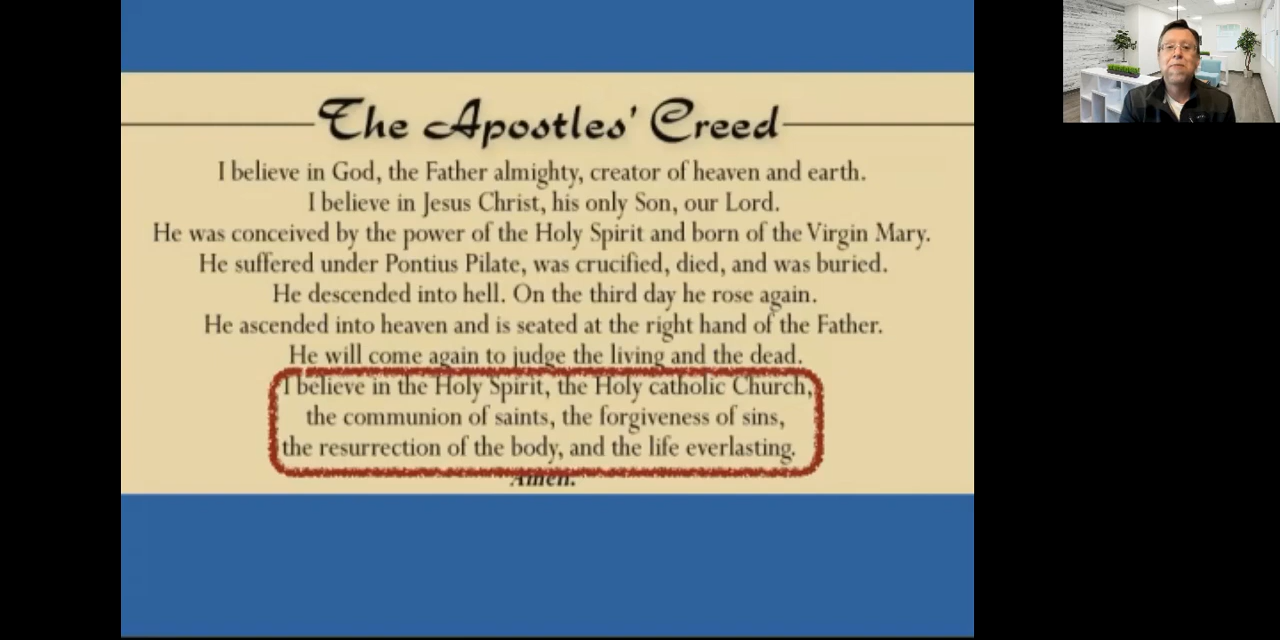 The Apostles' Creed
I believe in God, the Father almighty, creator of heaven and earth.
I believe in Jesus Christ, his only Son, our Lord.
He was conceived by the power of the Holy Spirit and born of the Virgin Mary.
He suffered under Pontius Pilate, was crucified, died, and was buried.
He descended into hell. On the third day he rose again.
He ascended into heaven and is seated at the right hand of the Father.
He will come again to judge the living and the dead.
I believe in the Holy Spirit, the Holy catholic Church,
the communion of saints, the forgiveness of sins,
the resurrection of the body, and the life everlasting.
Amen.